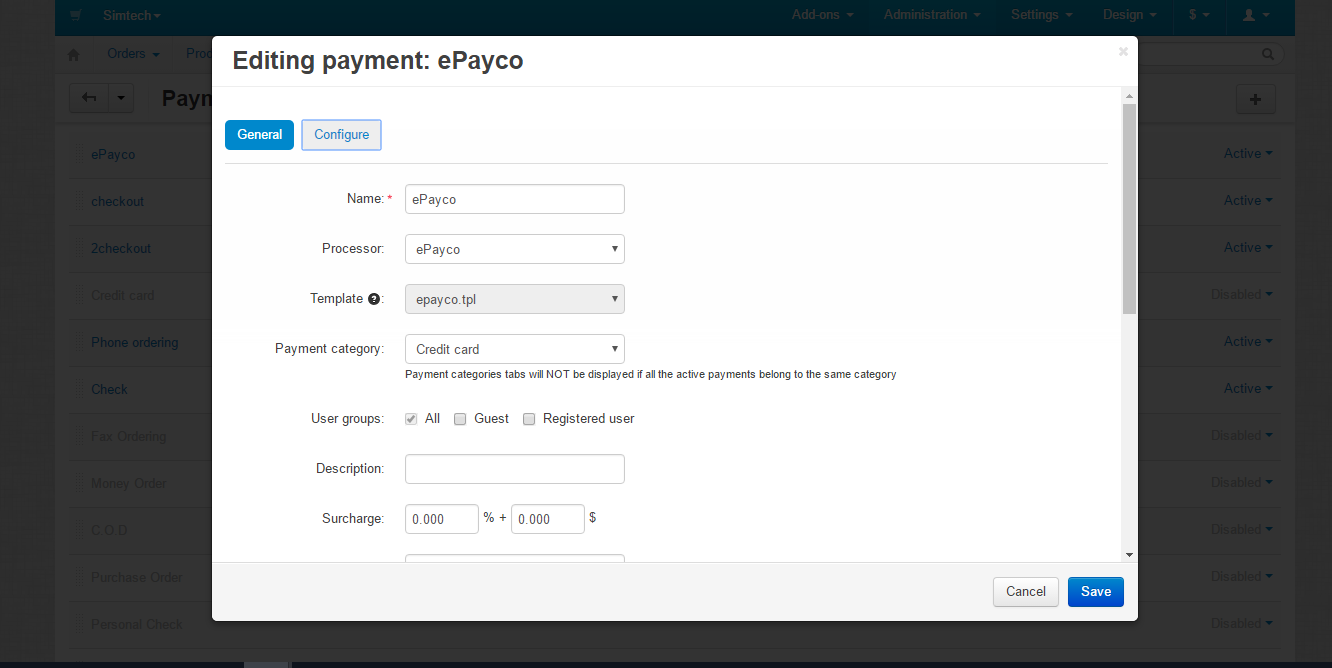 Simtech
Add-ons
Administration
Settings
Design
$
Orders
Prod
Editing payment: ePayco
×
Paym
General
Configure
ePayco
Active
Name: *
ePayco
checkout
Active
Processor:
ePayco
2checkout
Active
Template ?:
epayco.tpl
Credit card
Disabled
Phone ordering
Active
Payment category:
Credit card
Payment categories tabs will NOT be displayed if all the active payments belong to the same category
Check
Active
User groups:
All
Guest
Registered user
Fax Ordering
Disabled
Description:
Money Order
Disabled
Surcharge:
0.000 % + 0.000 $
C.O.D
Disabled
Purchase Order
Disabled
Cancel
Save
Personal Check
Disabled